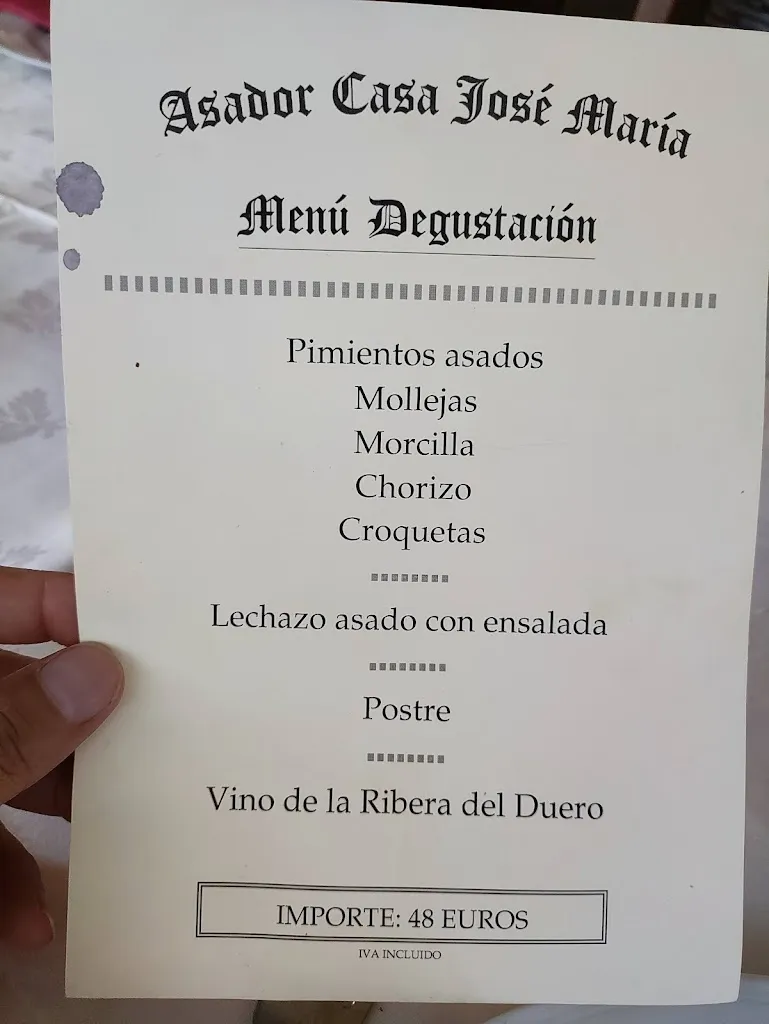 Asador Casa José María
Menú Degustación
Pimientos asados
Mollejas
Morcilla
Chorizo
Croquetas
Lechazo asado con ensalada
Postre
Vino de la Ribera del Duero
IMPORTE: 48 EUROS
IVA INCLUIDO